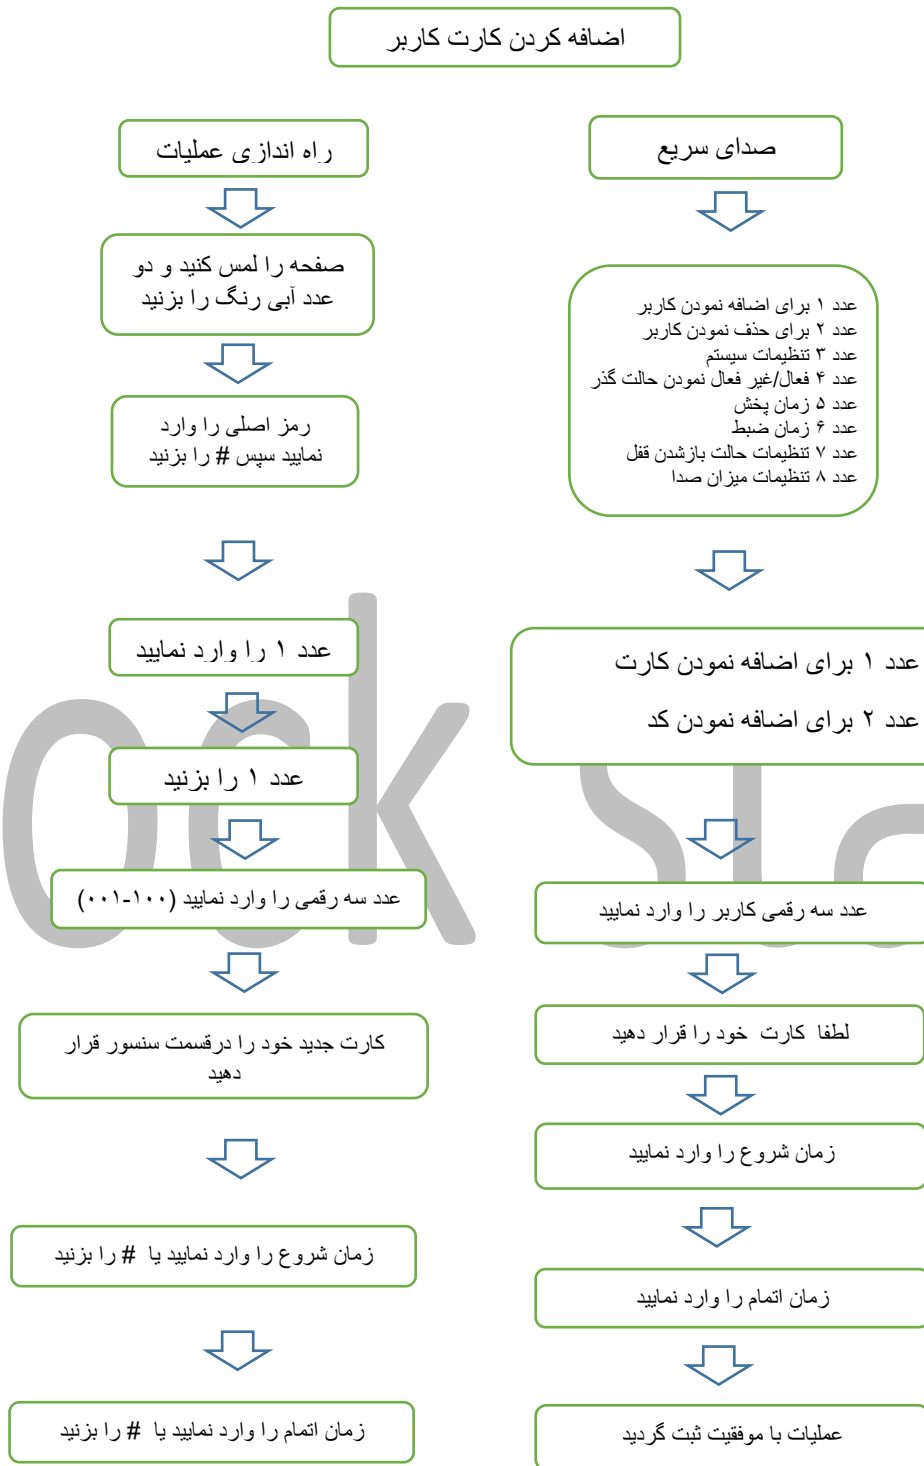 اضافه کردن کارت کاربر
صدای سریع
عدد ۱ برای اضافه نمودن کاربر
عدد ۲ برای حذف نمودن کاربر
عدد ۳ تنظیمات سیستم
عدد ۴ فعال/غیر فعال نمودن حالت گذر
عدد ۵ زمان پخش
عدد ۶ زمان ضبط
عدد ۷ تنظیمات حالت بازشدن قفل
عدد ۸ تنظیمات میزان صدا
عدد ۱ برای اضافه نمودن کارت
عدد ۲ برای اضافه نمودن کد
عدد سه رقمی کاربر را وارد نمایید
لطفا کارت خود را قرار دهید
زمان شروع را وارد نمایید
زمان اتمام را وارد نمایید
عملیات با موفقیت ثبت گردید
راه اندازی عملیات
صفحه را لمس کنید و دو
عدد آبی رنگ را بزنید
رمز اصلی را وارد
نمایید سپس # را بزنید
عدد ۱ را وارد نمایید
عدد ۱ را بزنید
عدد سه رقمی را وارد نمایید (۱۰۰-۰۰۱)
کارت جدید خود را درقسمت سنسور قرار
دهید
زمان شروع را وارد نمایید یا # را بزنید
زمان اتمام را وارد نمایید یا # را بزنید